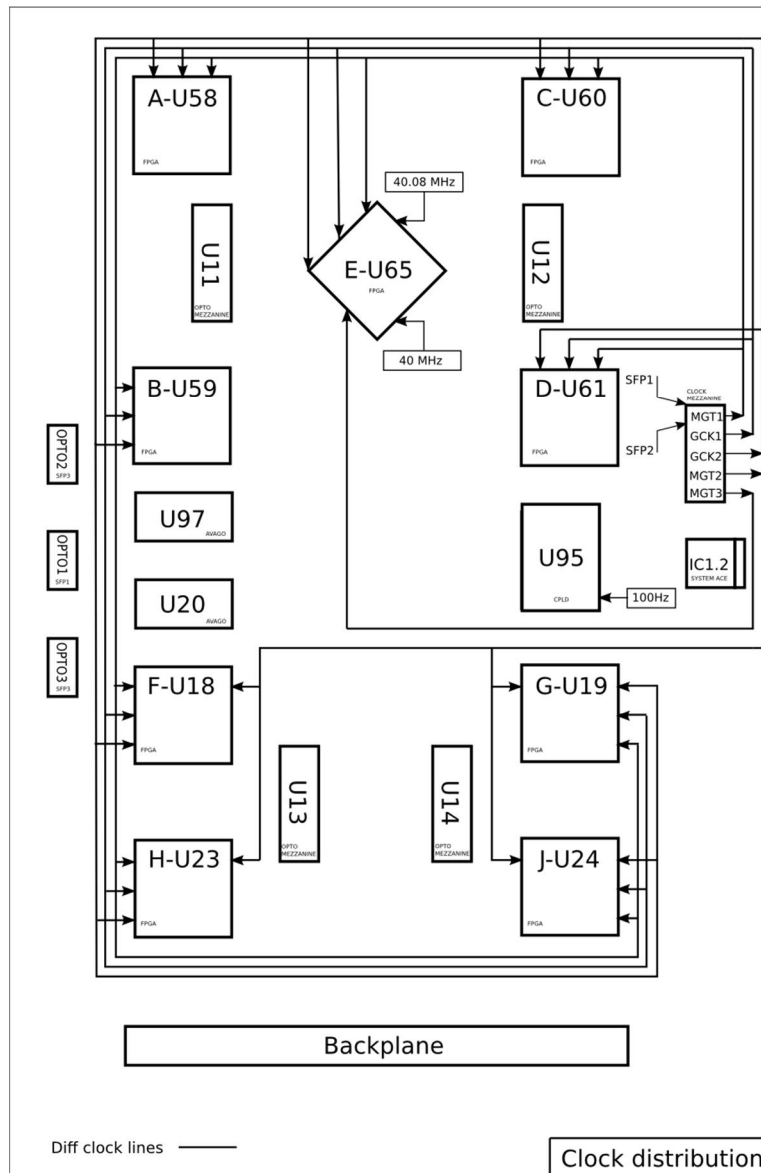 A-U58
FPGA
C-U60
FPGA
40.08 MHz
U11
OPTO
MEZZANINE
E-U65
FPGA
U12
OPTO
MEZZANINE
40 MHz
B-U59
FPGA
D-U61
FPGA
SFP1
SFP2
CLOCK
MEZZANINE
MGT1
GCK1
GCK2
MGT2
MGT3
OPTO2
SFP3
U97
AVAGO
OPTO1
SFP1
U95
CPLD
IC1.2
SYSTEM ACE
100Hz
U20
AVAGO
OPTO3
SFP3
F-U18
FPGA
G-U19
FPGA
U13
OPTO
MEZZANINE
U14
OPTO
MEZZANINE
H-U23
FPGA
J-U24
FPGA
Backplane
Diff clock lines
Clock distribution